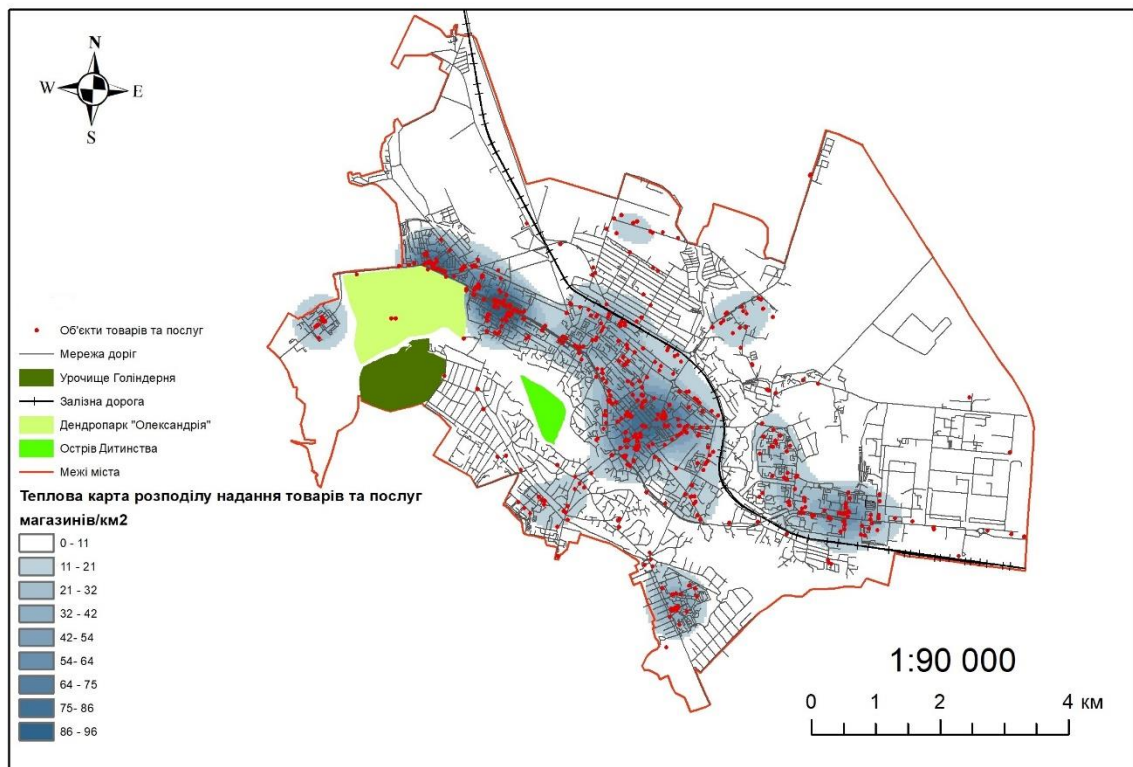 N
W E
S
Об'єкти товарів та послуг
Мережа доріг
Урочище Голіндерня
Залізна дорога
Дендропарк "Олександрія"
Острів Дитинства
Межі міста
Теплова карта розподілу надання товарів та послуг
магазинів/км2
0 - 11
11 - 21
21 - 32
32 - 42
42- 54
54- 64
64 - 75
75- 86
86 - 96
1:90 000
0 1 2 4 км